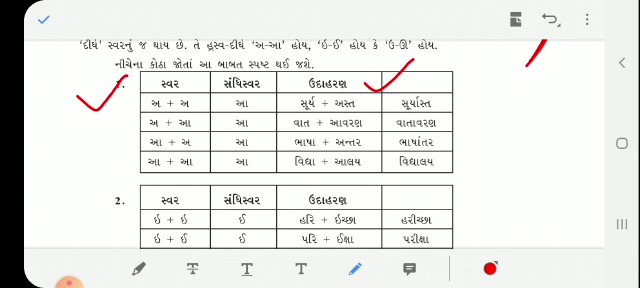 'દીર્ઘ' સ્વરનું જ થાય છે. તે હ્રસ્વ-દીર્ઘ 'અ-આ' હોય, 'ઇ-ઈ' હોય કે 'ઉ-ઊ' હોય.
નીચેના કોઠા જોતાં આ બાબત સ્પષ્ટ થઈ જશે.
1. સ્વર સંધિસ્વર ઉદાહરણ
અ + અ આ સૂર્ય + અસ્ત સૂર્યાસ્ત
અ + આ આ વાત + આવરણ વાતાવરણ
આ + અ આ ભાષા + અન્તર ભાષાંતર
આ + આ આ વિદ્યા + આલય વિદ્યાલય
2. સ્વર સંધિસ્વર ઉદાહરણ
ઇ + ઇ ઈ હરિ + ઇચ્છા હરીચ્છા
ઇ + ઈ ઈ પરિ + ઈક્ષા પરીક્ષા